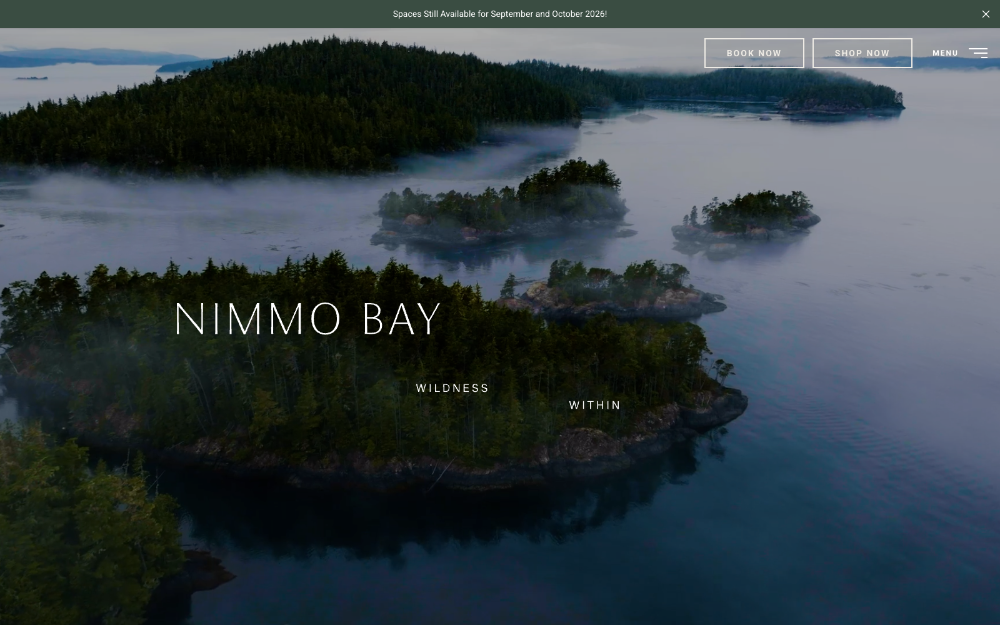 Spaces Still Available for September and October 2026!
BOOK NOW
SHOP NOW
MENU
NIMMO BAY
WILDNESS
WITHIN